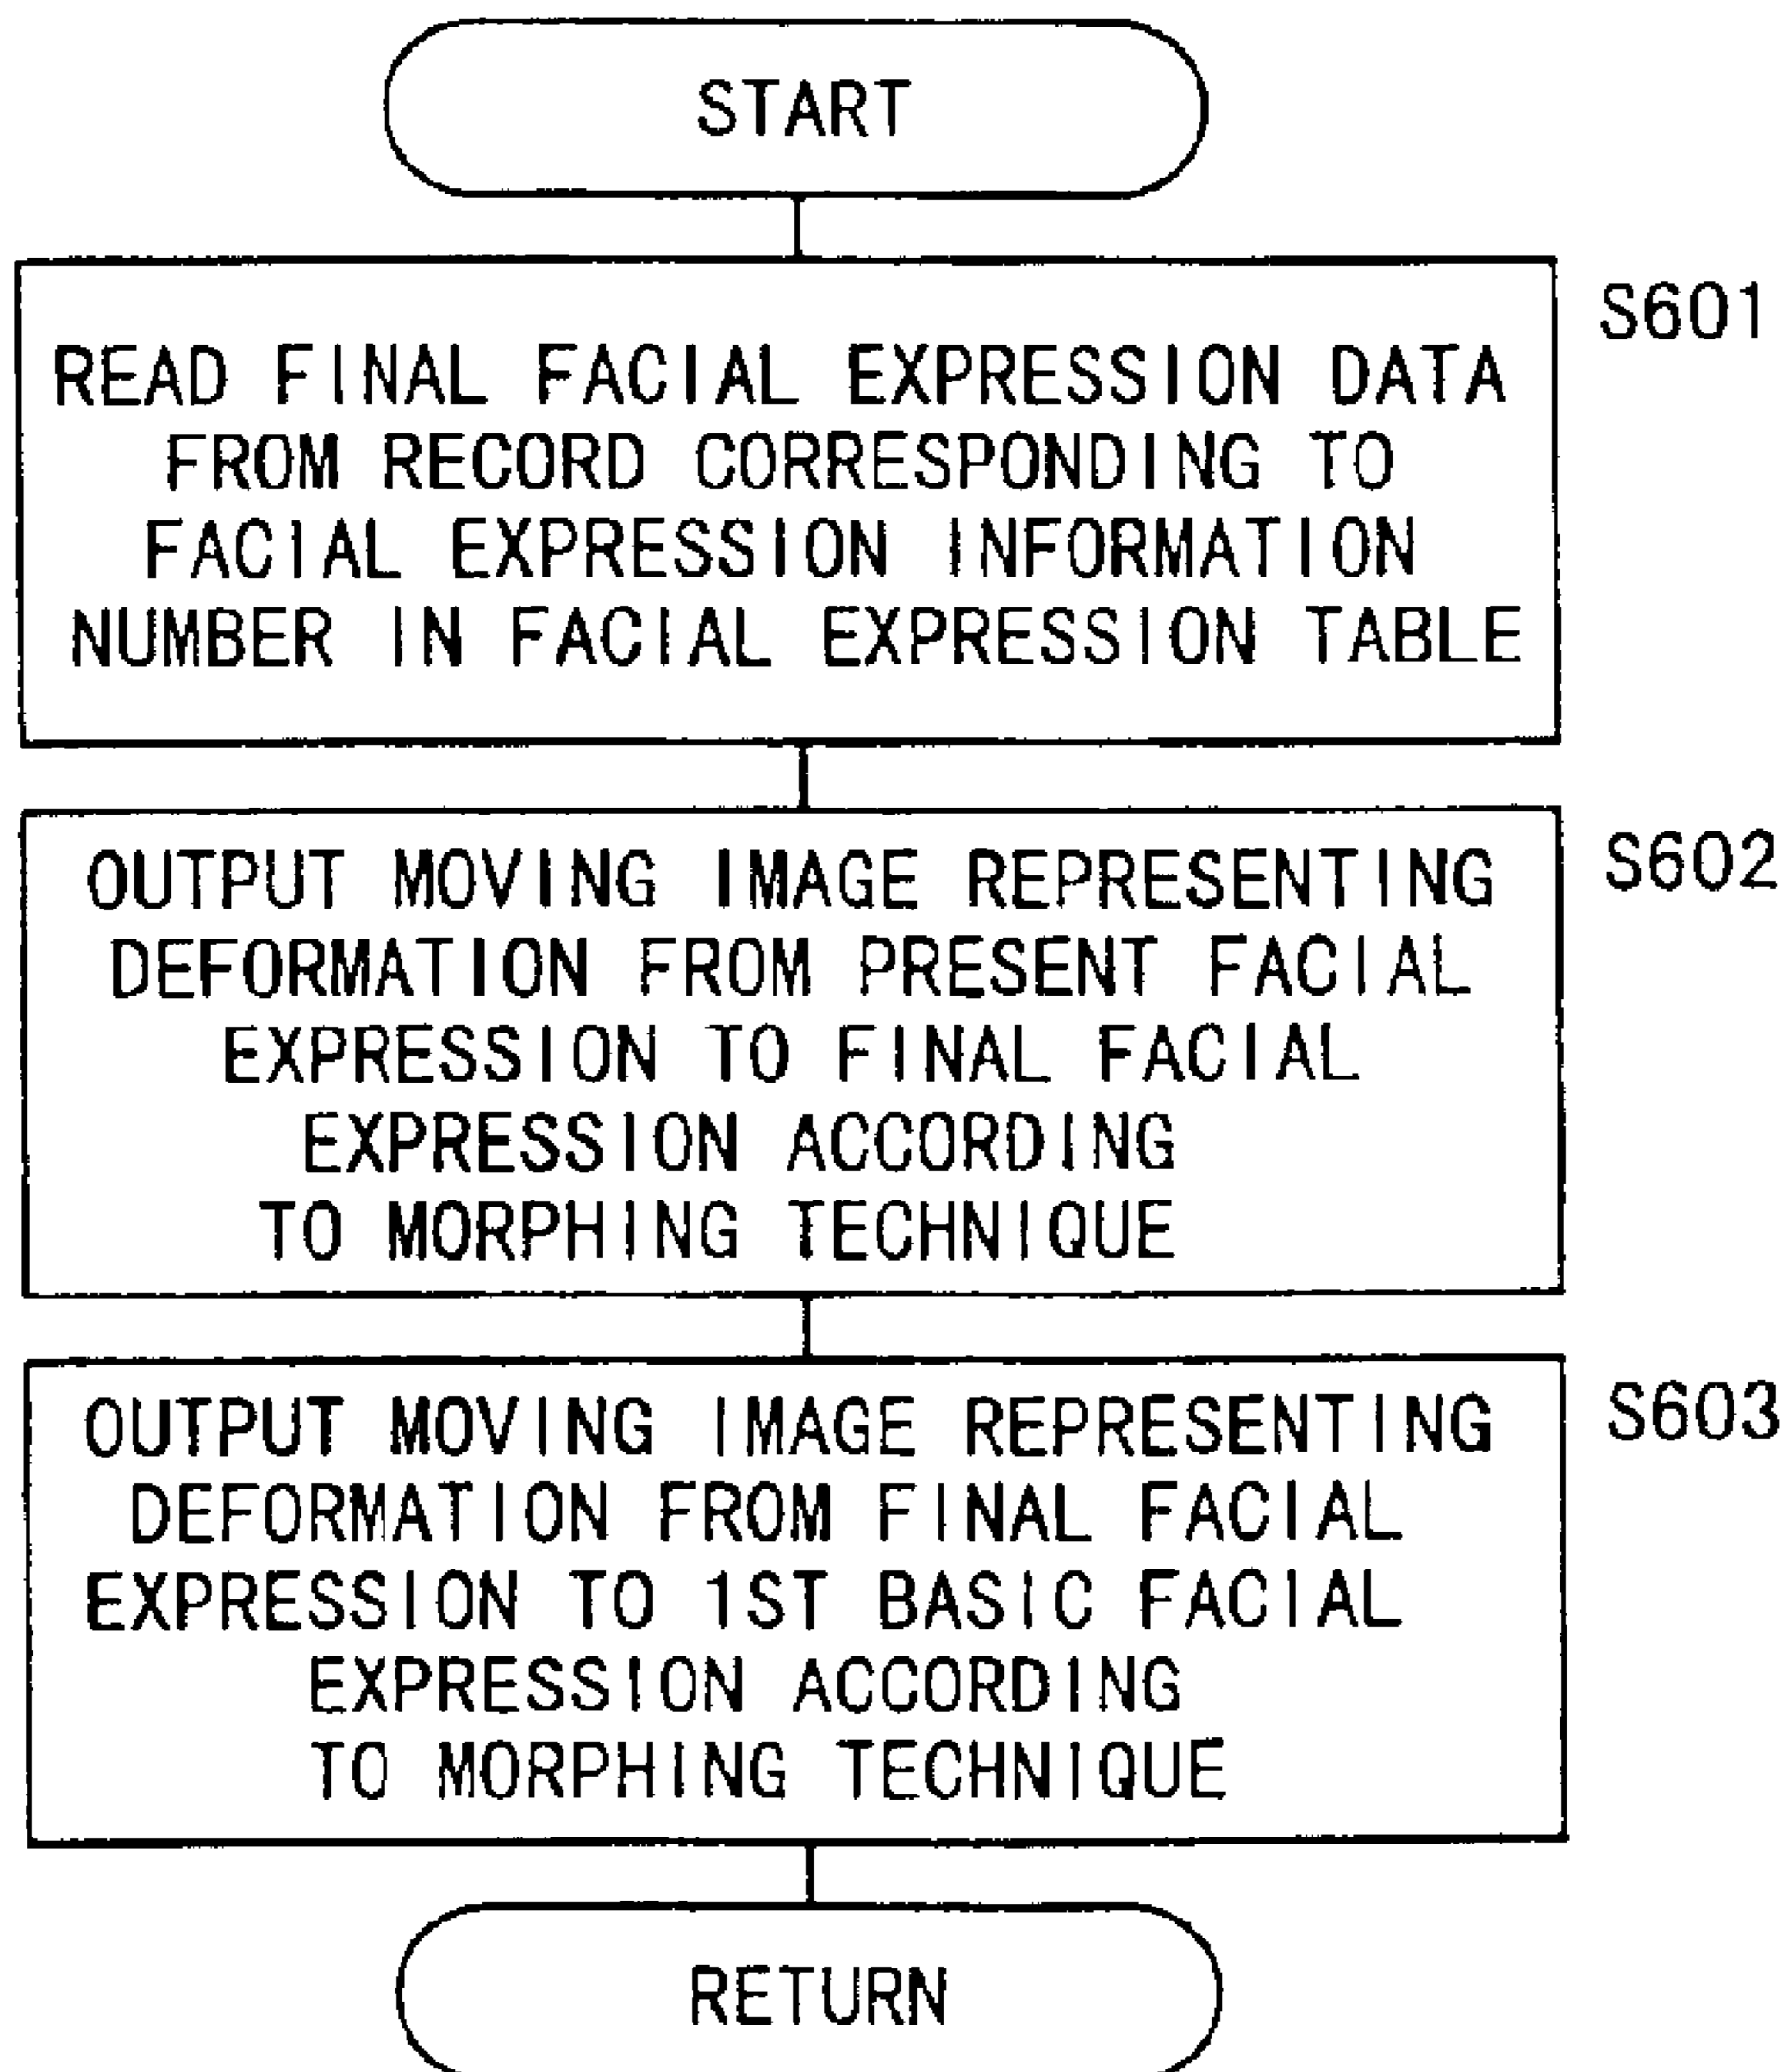 START
S601
READ FINAL FACIAL EXPRESSION DATA
FROM RECORD CORRESPONDING TO
FACIAL EXPRESSION INFORMATION
NUMBER IN FACIAL EXPRESSION TABLE
S602
OUTPUT MOVING IMAGE REPRESENTING
DEFORMATION FROM PRESENT FACIAL
EXPRESSION TO FINAL FACIAL
EXPRESSION ACCORDING
TO MORPHING TECHNIQUE
S603
OUTPUT MOVING IMAGE REPRESENTING
DEFORMATION FROM FINAL FACIAL
EXPRESSION TO 1ST BASIC FACIAL
EXPRESSION ACCORDING
TO MORPHING TECHNIQUE
RETURN